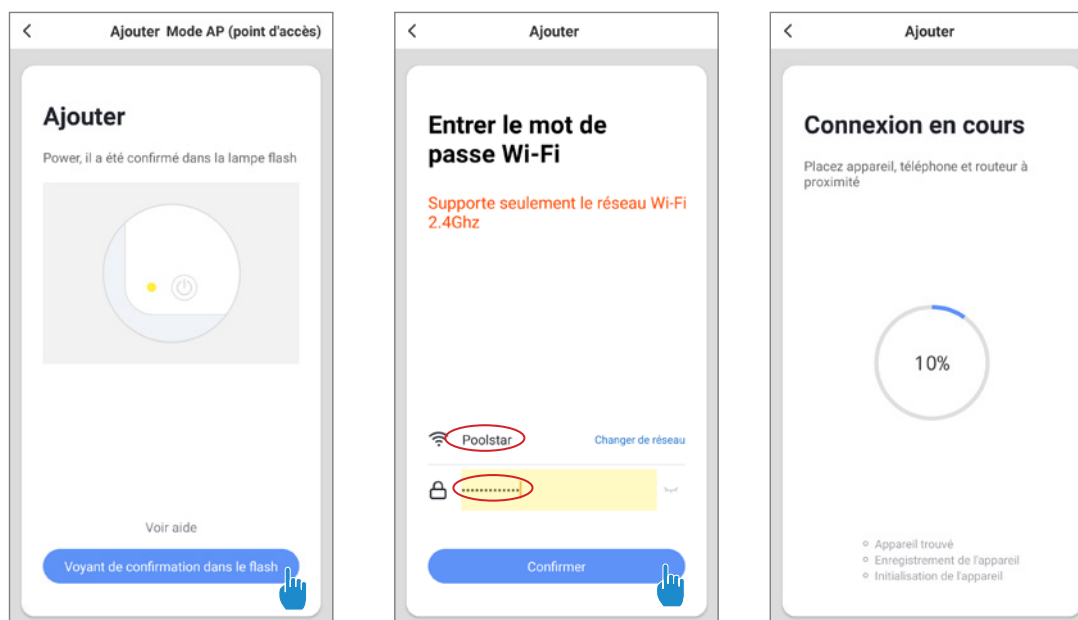 Ajouter Mode AP (point d'accès)
Ajouter
Power, il a été confirmé dans la lampe flash
Voir aide
Voyant de confirmation dans le flash
Ajouter
Entrer le mot de
passe Wi-Fi
Supporte seulement le réseau Wi-Fi
2.4Ghz
Poolstar
Changer de réseau
Confirmer
Ajouter
Connexion en cours
Placez appareil, téléphone et routeur à
proximité
10%
Appareil trouvé
Enregistrement de l'appareil
Initialisation de l'appareil